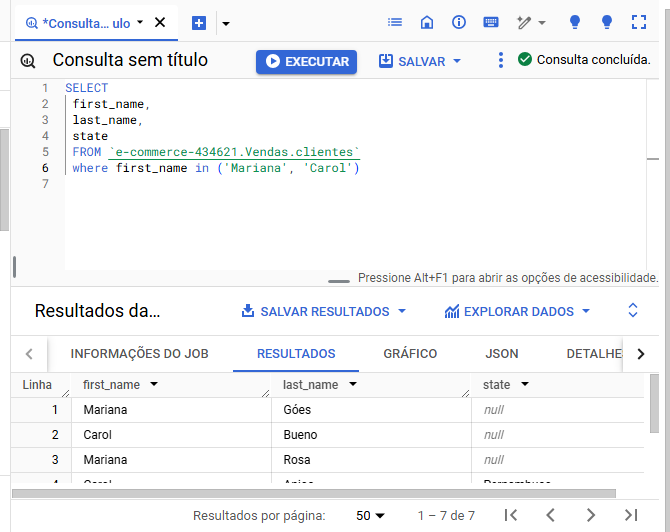 *Consulta... ulo
Consulta sem título
EXECUTAR
SALVAR
Consulta concluída.
1 SELECT
2 first_name,
3 last_name,
4 state
5 FROM `e-commerce-434621.Vendas.clientes`
6 where first_name in ('Mariana', 'Carol')
7
Pressione Alt+F1 para abrir as opções de acessibilidade.
Resultados da...
SALVAR RESULTADOS
EXPLORAR DADOS
INFORMAÇÕES DO JOB
RESULTADOS
GRÁFICO
JSON
DETALHE
Linha first_name last_name state
1 Mariana Góes null
2 Carol Bueno null
3 Mariana Rosa null
4 Carol Pernambuco
Resultados por página: 50 1 – 7 de 7